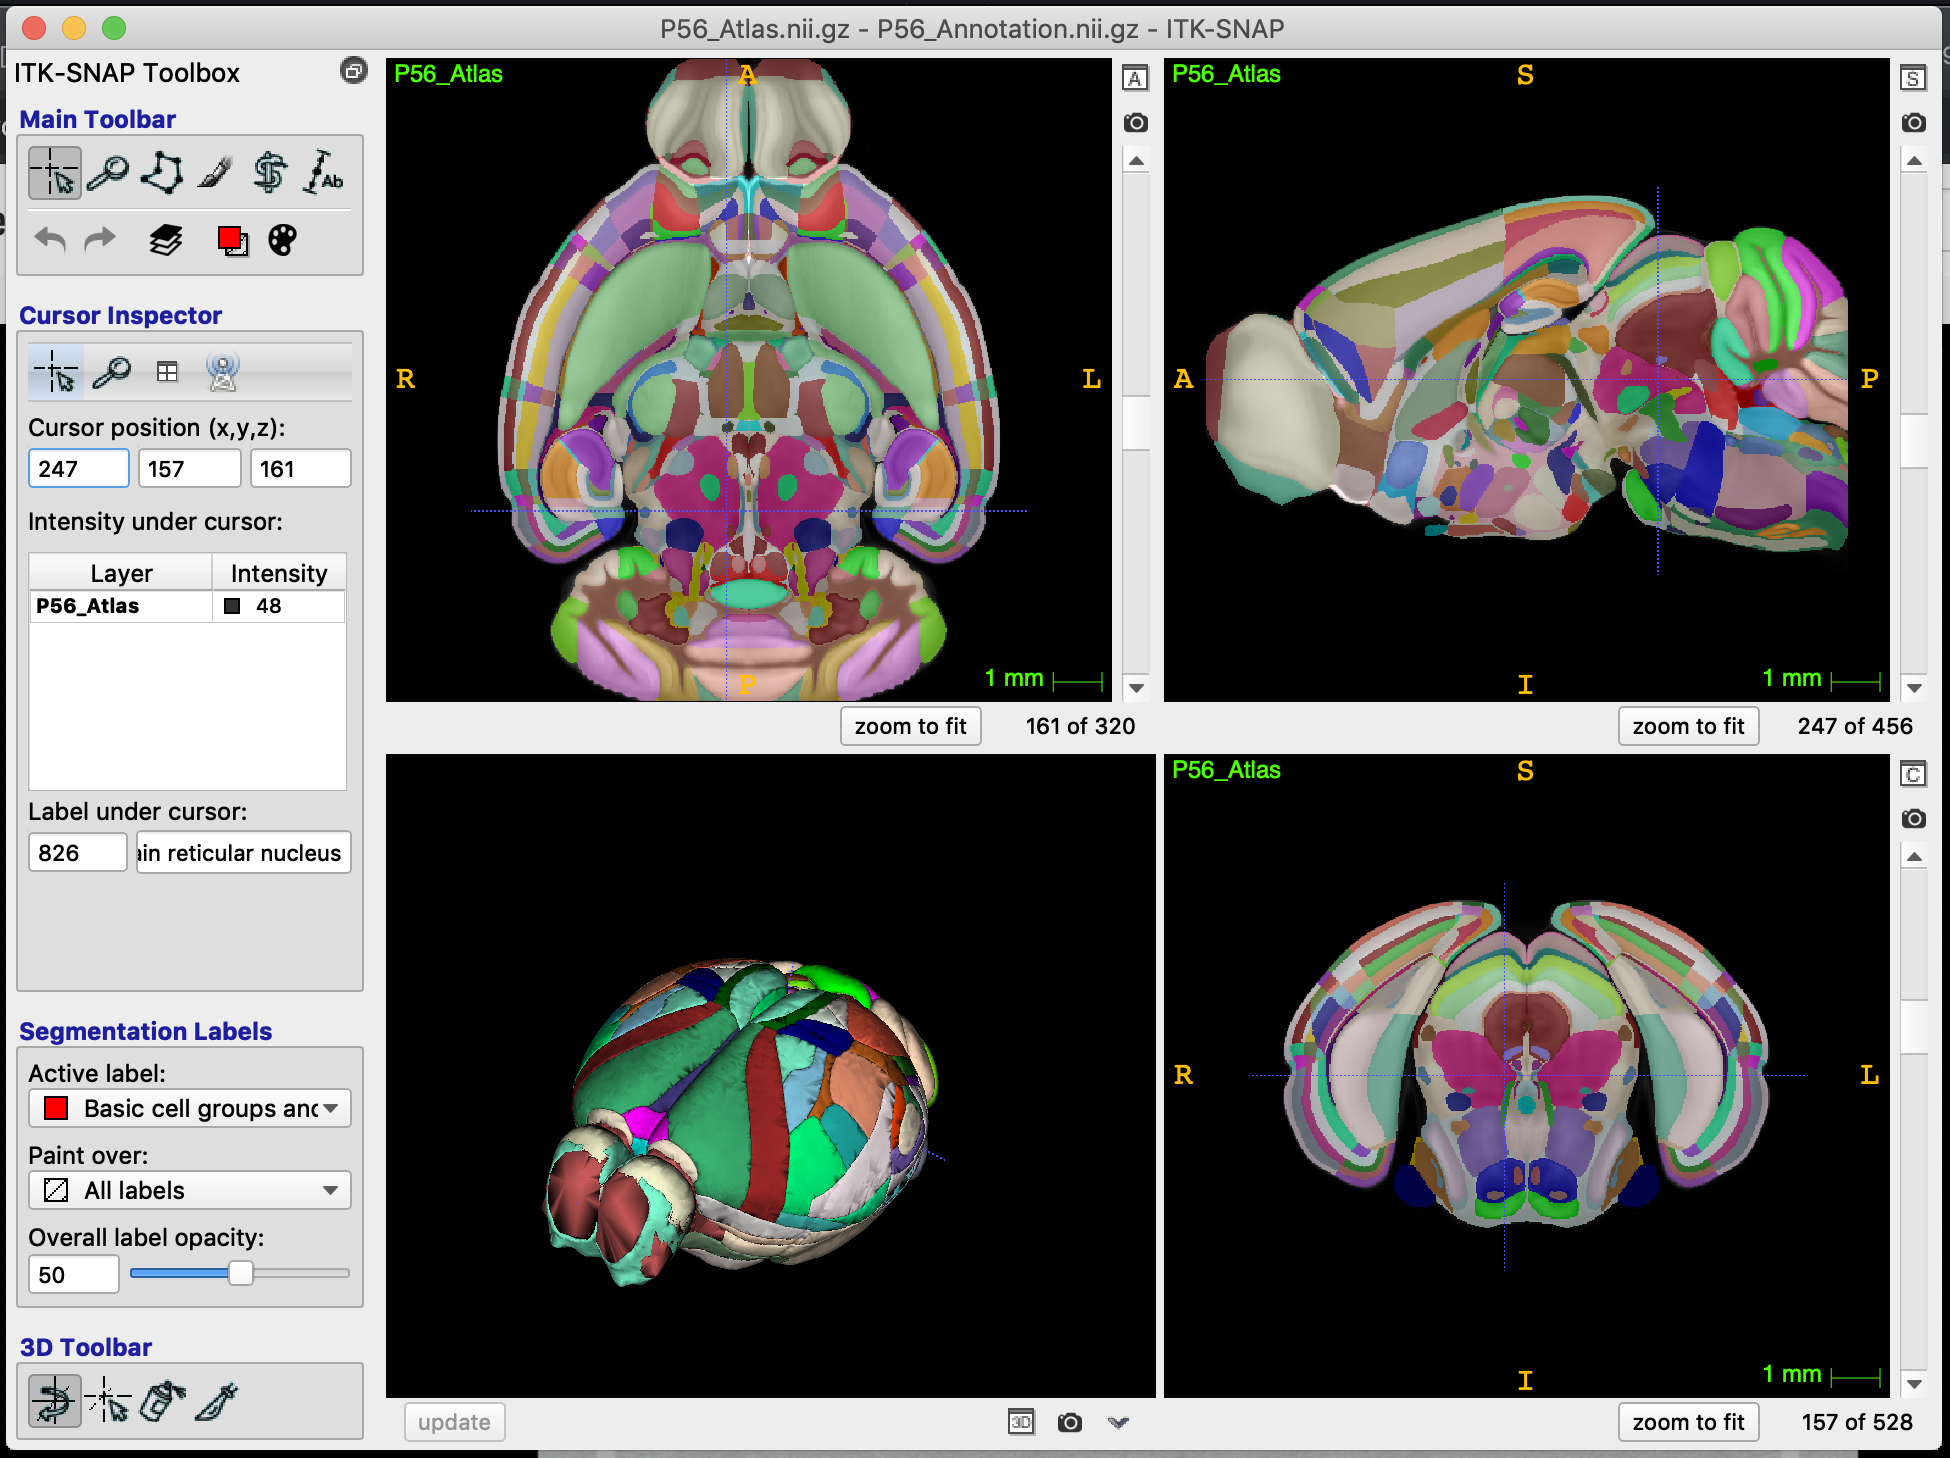 P56_Atlas.nii.gz - P56_Annotation.nii.gz - ITK-SNAP
ITK-SNAP Toolbox
Main Toolbar
Ab
Cursor Inspector
Cursor position (x,y,z):
247 157 161
Intensity under cursor:
Layer Intensity
P56_Atlas 48
Label under cursor:
826 ain reticular nucleus
Segmentation Labels
Active label:
Basic cell groups and
Paint over:
All labels
Overall label opacity:
50
3D Toolbar
P56_Atlas A A
R L
P 1 mm
zoom to fit 161 of 320
P56_Atlas S S
A P
I 1 mm
zoom to fit 247 of 456
update 3D
P56_Atlas S C
R L
I 1 mm
zoom to fit 157 of 528